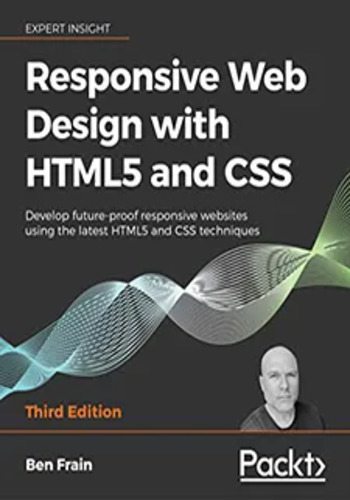 EXPERT INSIGHT
Responsive Web
Design with
HTML5 and CSS
Develop future-proof responsive websites
using the latest HTML5 and CSS techniques
Third Edition
Ben Frain
Packt>